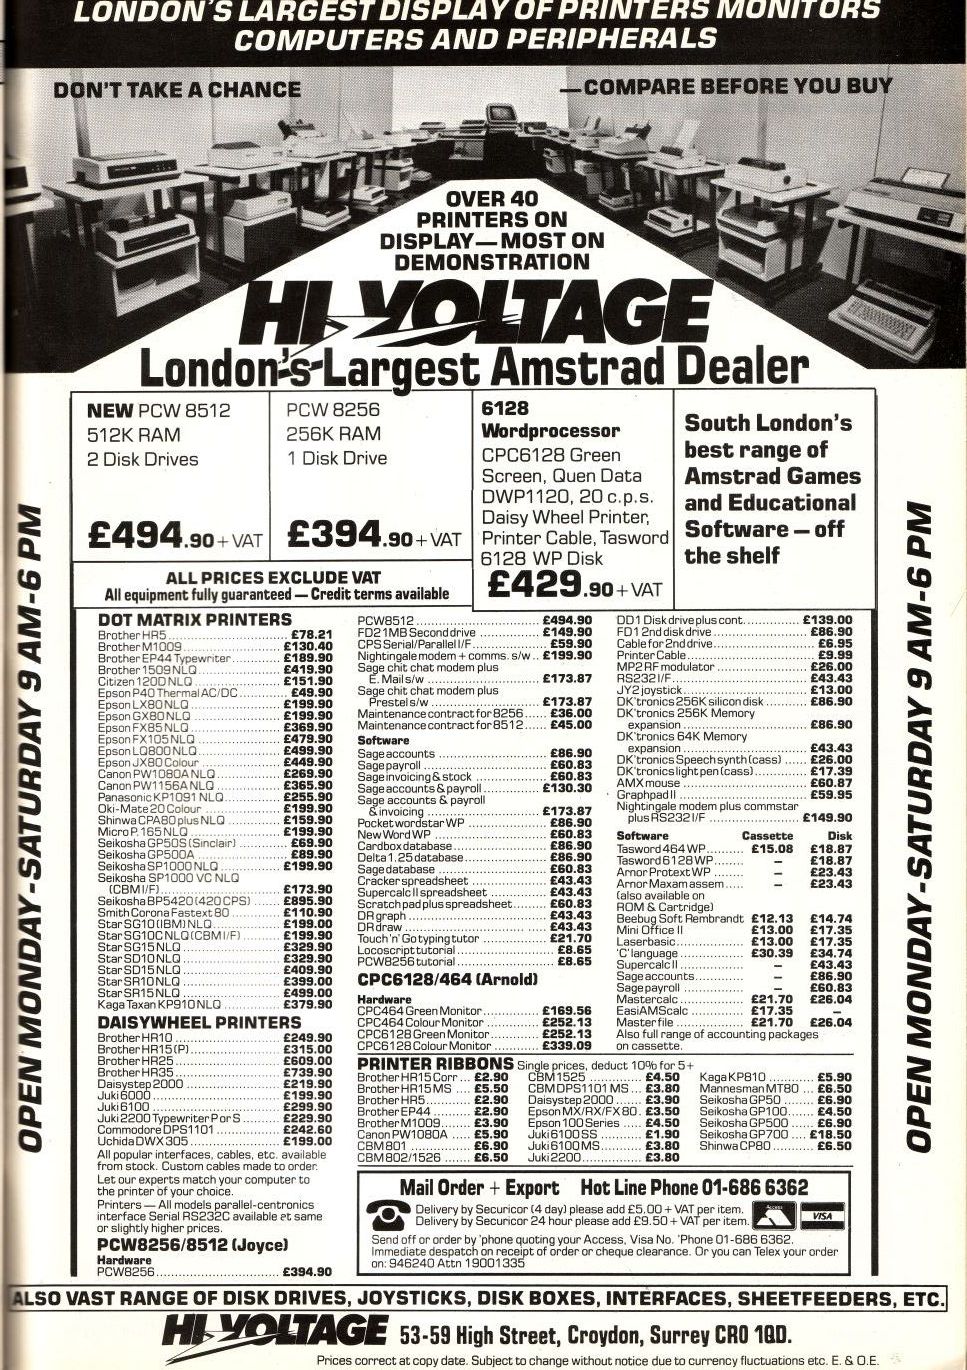 LONDON'S LARGEST DISPLAY OF PRINTERS MONITORS
COMPUTERS AND PERIPHERALS
DON'T TAKE A CHANCE
—COMPARE BEFORE YOU BUY
OVER 40
PRINTERS ON
DISPLAY—MOST ON
DEMONSTRATION
HI-VOLTAGE
London's Largest Amstrad Dealer
NEW PCW 8512
512K RAM
2 Disk Drives
£494.90+VAT
PCW 8256
256K RAM
1 Disk Drive
£394.90+VAT
6128
Wordprocessor
CPC6128 Green
Screen, Quen Data
DWP1120, 20 c.p.s.
Daisy Wheel Printer,
Printer Cable, Tasword
6128 WP Disk
£429.90+VAT
South London's
best range of
Amstrad Games
and Educational
Software — off
the shelf
ALL PRICES EXCLUDE VAT
All equipment fully guaranteed — Credit terms available
OPEN MONDAY-SATURDAY 9 AM-6 PM
OPEN MONDAY-SATURDAY 9 AM-6 PM
DOT MATRIX PRINTERS
Brother HR5 £78.21
Brother M1009 £130.40
Brother EP44 Typewriter £189.90
Brother 1509 NLQ £419.90
Citizen 120D NLQ £151.90
Epson P40 Thermal AC/DC £49.90
Epson LX80 NLQ £199.90
Epson GX80 NLQ £199.90
Epson FX85 NLQ £369.90
Epson FX105 NLQ £479.90
Epson LQ800 NLQ £499.90
Epson JX80 Colour £449.90
Canon PW1080A NLQ £269.90
Canon PW1156A NLQ £365.90
Panasonic KP1091 NLQ £255.90
Oki-Mate 20 Colour £199.90
Shinwa CPA80 plus NLQ £159.90
Micro P. 165 NLQ £199.90
Seikosha GP50S (Sinclair) £69.90
Seikosha GP500A £89.90
Seikosha SP1000 NLQ £199.90
Seikosha SP1000 VC NLQ
(CBM I/F) £173.90
Seikosha BP5420 (420 CPS) £895.90
Smith Corona Fastext 80 £110.90
Star SG10 (IBM) NLQ £199.00
Star SG10C NLQ (CBM I/F) £199.90
Star SG15 NLQ £329.90
Star SD10 NLQ £329.90
Star SD15 NLQ £409.90
Star SR10 NLQ £399.00
Star SR15 NLQ £499.00
Kaga Taxan KP910 NLQ £379.90
DAISYWHEEL PRINTERS
Brother HR10 £249.90
Brother HR15 (P) £315.00
Brother HR25 £609.00
Brother HR35 £739.90
Daisystep 2000 £219.90
Juki 6000 £199.90
Juki 6100 £299.90
Juki 2200 Typewriter P or S £229.90
Commodore DPS1101 £242.60
Uchida DWX 305 £199.00
All popular interfaces, cables, etc. available
from stock. Custom cables made to order.
Let our experts match your computer to
the printer of your choice.
Printers — All models parallel-centronics
interface Serial RS232C available at same
or slightly higher prices.
PCW8256/8512 (Joyce)
Hardware
PCW8256 £394.90
PCW8512 £494.90
FD2 1MB Second drive £149.90
CPS Serial/Parallel I/F £59.90
Nightingale modem + comms. s/w £199.90
Sage chit chat modem plus
E. Mail s/w £173.87
Sage chit chat modem plus
Prestel s/w £173.87
Maintenance contract for 8256 £36.00
Maintenance contract for 8512 £45.00
Software
Sage accounts £86.90
Sage payroll £60.83
Sage invoicing & stock £60.83
Sage accounts & payroll £130.30
Sage accounts & payroll
& invoicing £173.87
Pocket wordstar WP £86.90
New Word WP £60.83
Cardbox database £86.90
Delta 1.25 database £86.90
Sage database £60.83
Cracker spreadsheet £43.43
Supercalc II spreadsheet £43.43
Scratch pad plus spreadsheet £60.83
DR graph £43.43
DR draw £43.43
Touch 'n' Go typing tutor £21.70
Locoscript tutorial £8.65
PCW8256 tutorial £8.65
CPC6128/464 (Arnold)
Hardware
CPC464 Green Monitor £169.56
CPC464 Colour Monitor £252.13
CPC6128 Green Monitor £252.13
CPC6128 Colour Monitor £339.09
DD1 Disk drive plus cont. £139.00
FD1 2nd disk drive £86.90
Cable for 2nd drive £6.95
Printer Cable £9.99
MP2 RF modulator £26.00
RS232 I/F £43.43
JY2 joystick £13.00
DK'tronics 256K silicon disk £86.90
DK'tronics 256K Memory
expansion £86.90
DK'tronics 64K Memory
expansion £43.43
DK'tronics Speech synth (cass) £26.00
DK'tronics light pen (cass) £17.39
AMX mouse £60.87
Graphpad II £59.95
Nightingale modem plus commstar
plus RS232 I/F £149.90
Software Cassette Disk
Tasword 464 WP £15.08 £18.87
Tasword 6128 WP – £18.87
Arnor Protext WP – £23.43
Arnor Maxam assem – £23.43
(also available on
ROM & Cartridge)
Beebug Soft Rembrandt £12.13 £14.74
Mini Office II £13.00 £17.35
Laserbasic £13.00 £17.35
'C' language £30.39 £34.74
Supercalc II – £43.43
Sage accounts – £86.90
Sage payroll – £60.83
Mastercalc £21.70 £26.04
Easi AMScalc £17.35 –
Masterfile £21.70 £26.04
Also full range of accounting packages
on cassette.
PRINTER RIBBONS Single prices, deduct 10% for 5+
Brother HR15 Corr £2.90
Brother HR15 MS £5.50
Brother HR5 £2.90
Brother EP44 £2.90
Brother M1009 £3.90
Canon PW1080A £5.90
CBM 801 £6.90
CBM 802/1526 £6.50
CBM 1525 £4.50
CBM DPS1101 MS £3.80
Daisystep 2000 £3.90
Epson MX/RX/FX 80 £3.50
Epson 100 Series £4.50
Juki 6100 SS £1.90
Juki 6100 MS £3.80
Juki 2200 £3.80
Kaga KP810 £5.90
Mannesman MT80 £6.50
Seikosha GP50 £6.90
Seikosha GP100 £4.50
Seikosha GP500 £6.90
Seikosha GP700 £18.50
Shinwa CP80 £6.50
Mail Order + Export Hot Line Phone 01-686 6362
Delivery by Securicor (4 day) please add £5.00 + VAT per item.
Delivery by Securicor 24 hour please add £9.50 + VAT per item.
Access
VISA
Send off or order by 'phone quoting your Access, Visa No. 'Phone 01-686 6362.
Immediate despatch on receipt of order or cheque clearance. Or you can Telex your order
on: 946240 Attn 19001335
ALSO VAST RANGE OF DISK DRIVES, JOYSTICKS, DISK BOXES, INTERFACES, SHEETFEEDERS, ETC.
HI-VOLTAGE 53-59 High Street, Croydon, Surrey CR0 1QD.
Prices correct at copy date. Subject to change without notice due to currency fluctuations etc. E. & O.E.